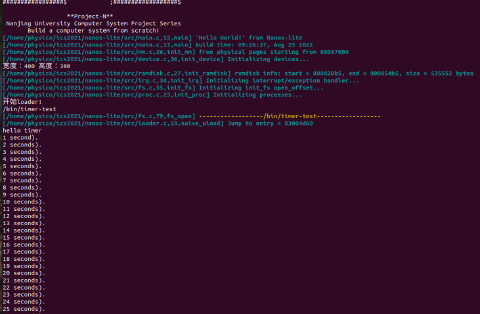 ##################$ ;###################$
**Project-N**
Nanjing University Computer System Project Series
Build a computer system from scratch!
[/home/physico/ics2021/nanos-lite/src/main.c,15,main] 'Hello World!' from Nanos-lite
[/home/physico/ics2021/nanos-lite/src/main.c,17,main] Build time: 09:26:37, Aug 25 2022
[/home/physico/ics2021/nanos-lite/src/mm.c,26,init_mm] free physical pages starting from 80897000
[/home/physico/ics2021/nanos-lite/src/device.c,56,init_device] Initializing devices...
宽度：400 高度：300
[/home/physico/ics2021/nanos-lite/src/ramdisk.c,27,init_ramdisk] ramdisk info: start = , end = , size = 535552 bytes
[/home/physico/ics2021/nanos-lite/src/irq.c,34,init_irq] Initializing interrupt/exception handler...
[/home/physico/ics2021/nanos-lite/src/fs.c,55,init_fs] Initializing init_fs open_offset...
[/home/physico/ics2021/nanos-lite/src/proc.c,25,init_proc] Initializing processes...
开始loader!
/bin/timer-test
[/home/physico/ics2021/nanos-lite/src/fs.c,79,fs_open] ------------------/bin/timer-test------------------
[/home/physico/ics2021/nanos-lite/src/loader.c,53,naive_uload] Jump to entry = 83004660
hello timer
1 second).
2 seconds).
3 seconds).
4 seconds).
5 seconds).
6 seconds).
7 seconds).
8 seconds).
9 seconds).
10 seconds).
11 seconds).
12 seconds).
13 seconds).
14 seconds).
15 seconds).
16 seconds).
17 seconds).
18 seconds).
19 seconds).
20 seconds).
21 seconds).
22 seconds).
23 seconds).
24 seconds).
25 seconds).